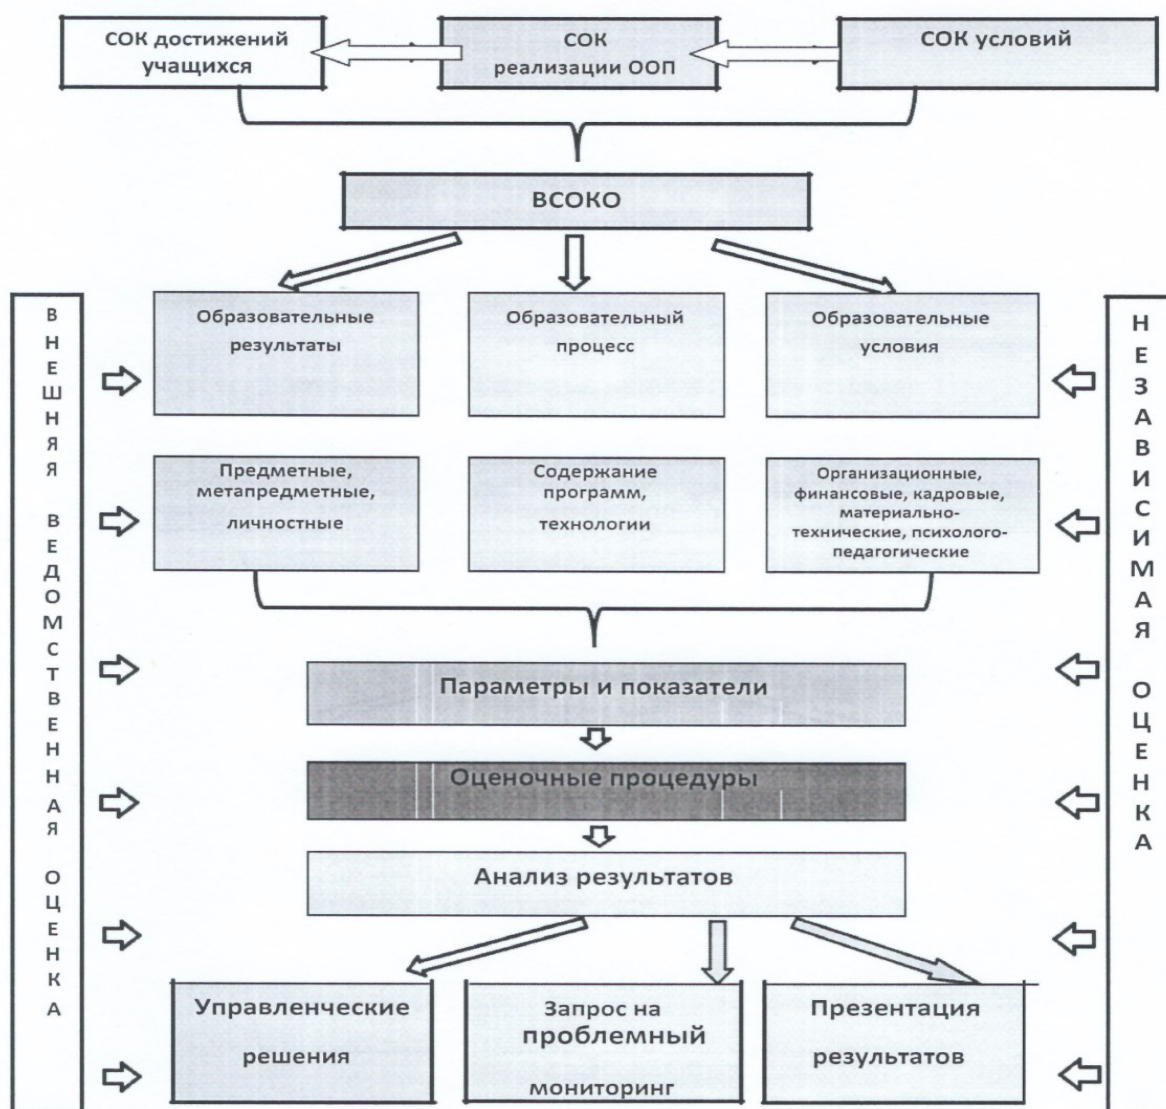 СОК достижений
учащихся
СОК
реализации ООП
СОК условий
ВСОКО
ВНЕШНЯЯ ВЕДОМСТВЕННАЯ ОЦЕНКА
Образовательные
результаты
Образовательный
процесс
Образовательные
условия
НЕЗАВИСИМАЯ ОЦЕНКА
Предметные,
метапредметные,
личностные
Содержание
программ,
технологии
Организационные,
финансовые, кадровые,
материально-
технические, психолого-
педагогические
Параметры и показатели
Оценочные процедуры
Анализ результатов
Управленческие
решения
Запрос на
проблемный
мониторинг
Презентация
результатов